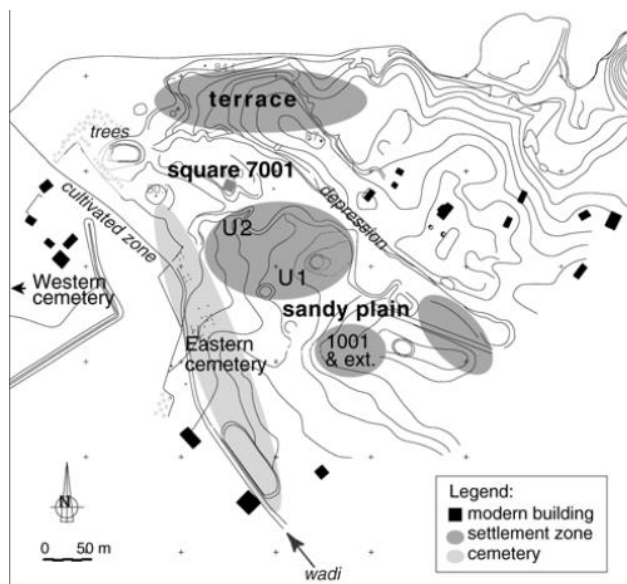 terrace
trees
square 7001
depression
cultivated zone
U2
Western
cemetery
U1
sandy plain
Eastern
cemetery
1001
& ext.
N
0 50 m
wadi
Legend:
modern building
settlement zone
cemetery